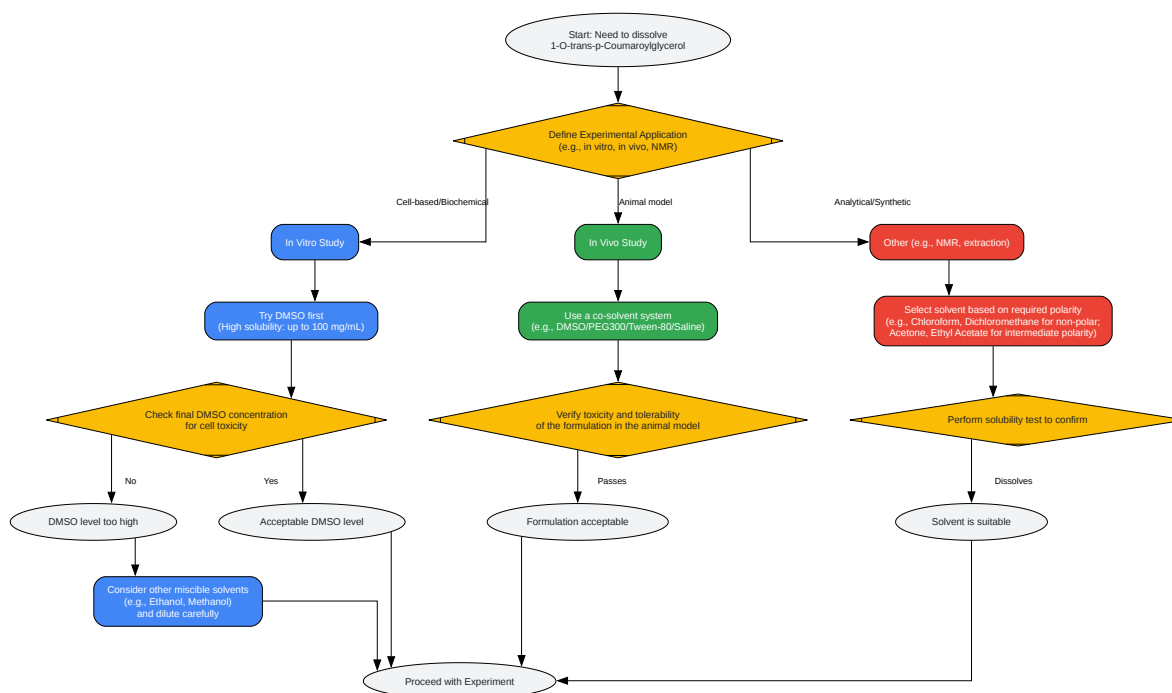 Start: Need to dissolve
1-O-trans-p-Coumaroylglycerol
Define Experimental Application
(e.g., in vitro, in vivo, NMR)
Cell-based/Biochemical
Animal model
Analytical/Synthetic
In Vitro Study
In Vivo Study
Other (e.g., NMR, extraction)
Try DMSO first
(High solubility: up to 100 mg/mL)
Use a co-solvent system
(e.g., DMSO/PEG300/Tween-80/Saline)
Select solvent based on required polarity
(e.g., Chloroform, Dichloromethane for non-polar;
Acetone, Ethyl Acetate for intermediate polarity)
Check final DMSO concentration
for cell toxicity
Verify toxicity and tolerability
of the formulation in the animal model
Perform solubility test to confirm
No
Yes
Passes
Dissolves
DMSO level too high
Acceptable DMSO level
Formulation acceptable
Solvent is suitable
Consider other miscible solvents
(e.g., Ethanol, Methanol)
and dilute carefully
Proceed with Experiment